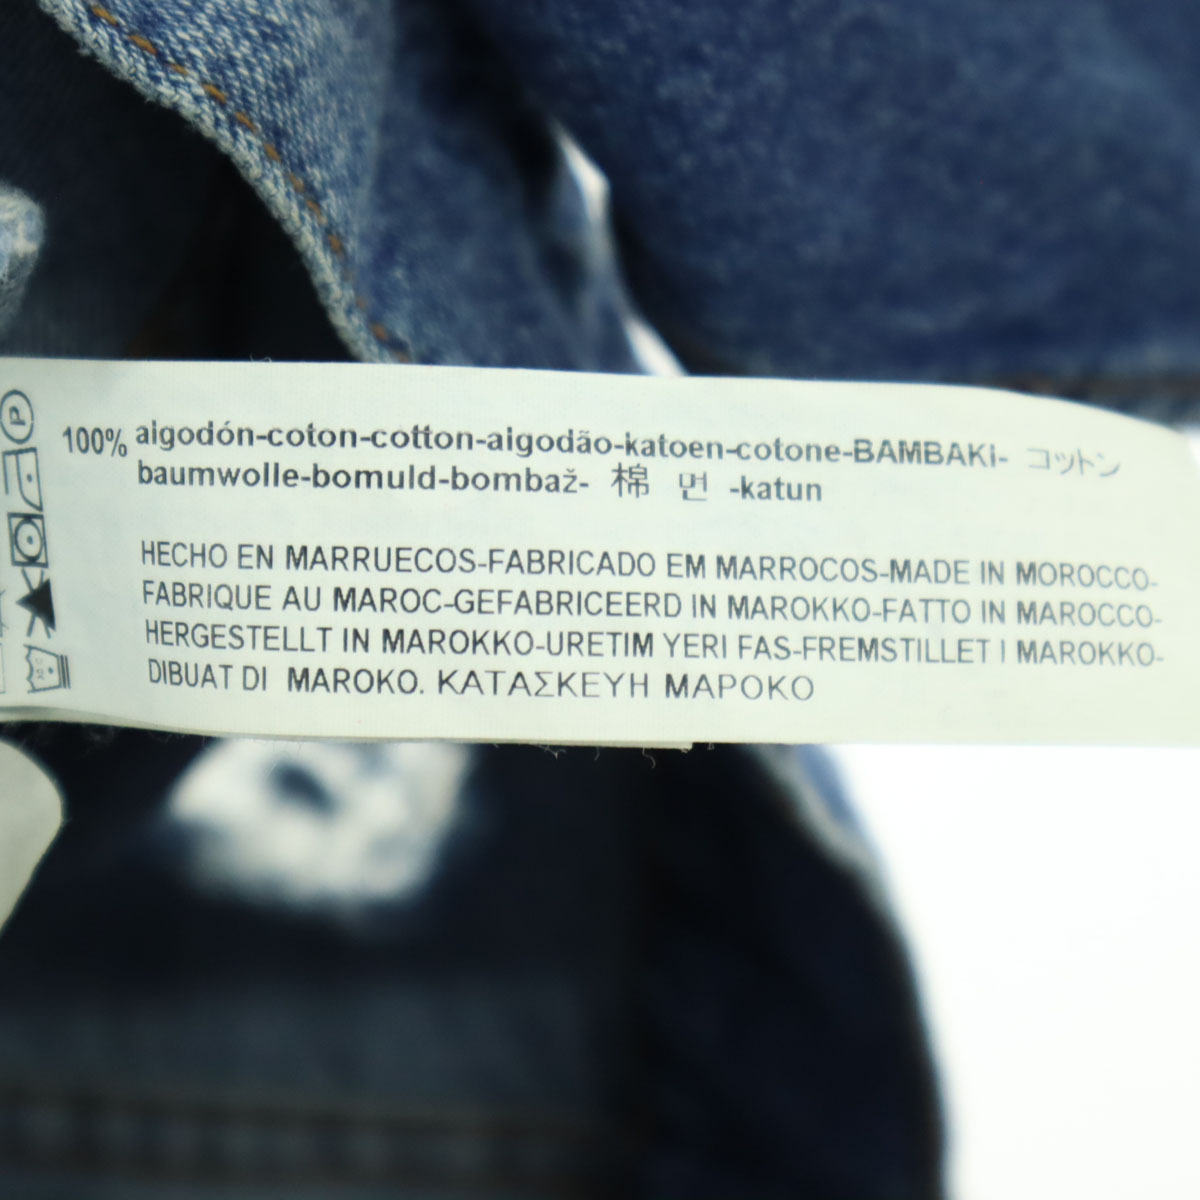 100% algodón-coton-cotton-algodão-katoen-cotone-BAMBAKi- コットン
baumwolle-bomuld-bombaž- 棉 면 -katun
HECHO EN MARRUECOS-FABRICADO EM MARROCOS-MADE IN MOROCCO-
FABRIQUE AU MAROC-GEFABRICEERD IN MAROKKO-FATTO IN MAROCCO-
HERGESTELLT IN MAROKKO-URETIM YERI FAS-FREMSTILLET I MAROKKO-
DIBUAT DI MAROKO. ΚΑΤΑΣΚΕΥΗ ΜΑΡΟΚΟ
P